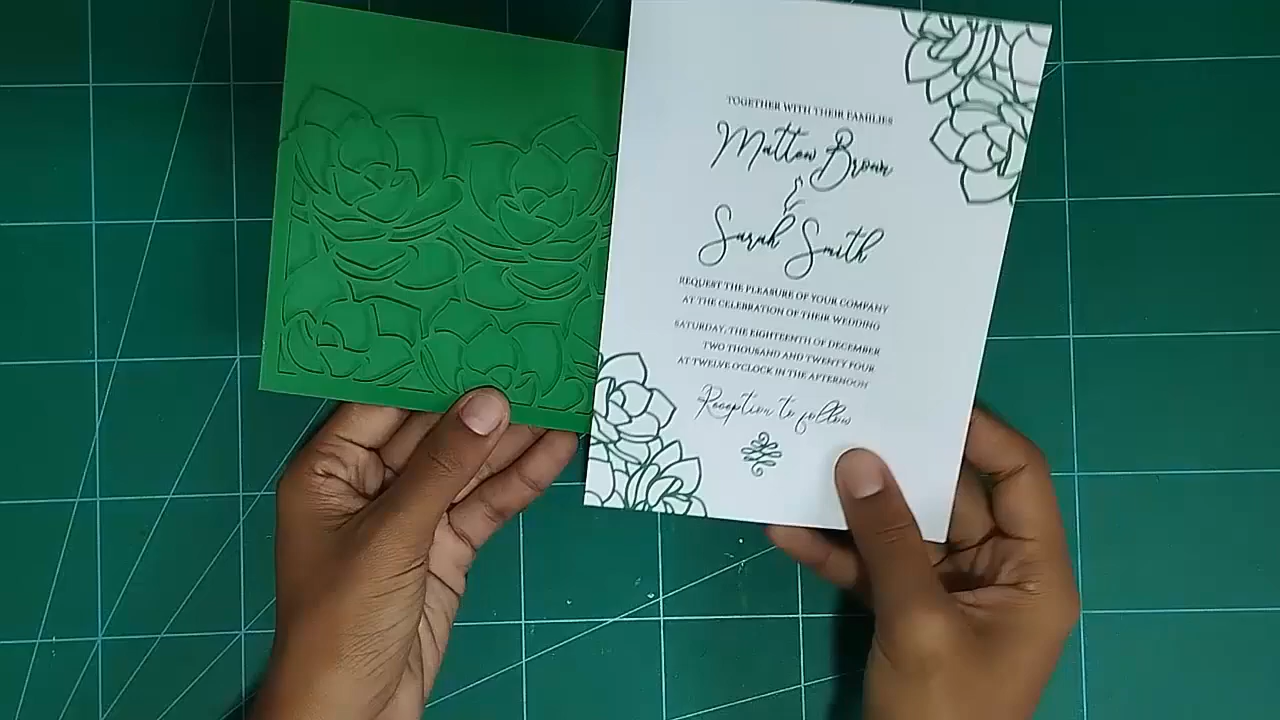 TOGETHER WITH THEIR FAMILIES
Mattew Brown
&
Sarah Smith
REQUEST THE PLEASURE OF YOUR COMPANY
AT THE CELEBRATION OF THEIR WEDDING
SATURDAY, THE EIGHTEENTH OF DECEMBER
TWO THOUSAND AND TWENTY FOUR
AT TWELVE O'CLOCK IN THE AFTERNOON
Reception to follow